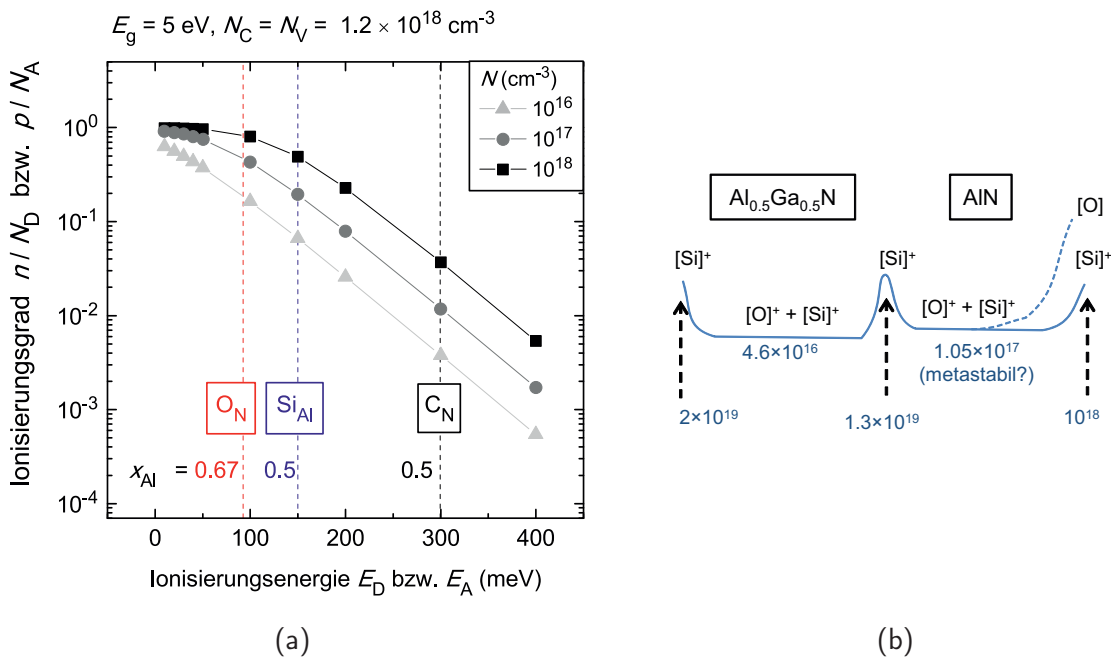 E_g = 5 eV, N_C = N_V = 1.2 × 10^18 cm^-3
Ionisierungsgrad n / N_D bzw. p / N_A
10^0
10^-1
10^-2
10^-3
10^-4
N (cm^-3)
10^16
10^17
10^18
O_N
Si_Al
C_N
x_Al = 0.67
0.5
0.5
0
100
200
300
400
Ionisierungsenergie E_D bzw. E_A (meV)
(a)
Al_0.5Ga_0.5N
AlN
[O]
[Si]^+
[Si]^+
[Si]^+
[O]^+ + [Si]^+
[O]^+ + [Si]^+
4.6×10^16
1.05×10^17
(metastabil?)
2×10^19
1.3×10^19
10^18
(b)